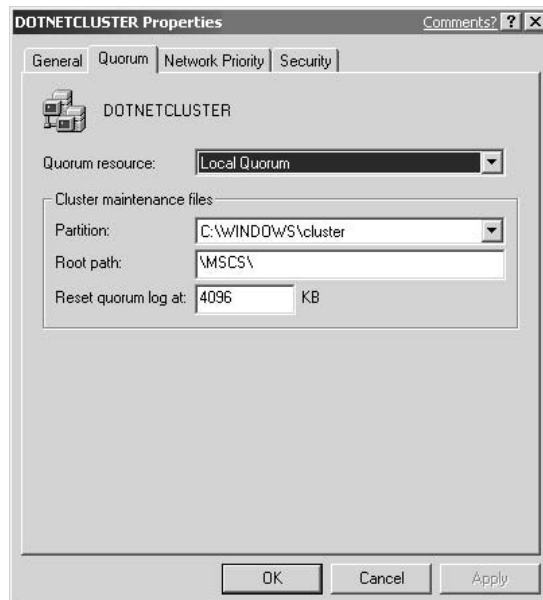 DOTNETCLUSTER Properties Comments? ? X
General Quorum Network Priority Security
DOTNETCLUSTER
Quorum resource: Local Quorum
Cluster maintenance files
Partition: C:\WINDOWS\cluster
Root path: \MSCS\
Reset quorum log at: 4096 KB
OK Cancel Apply